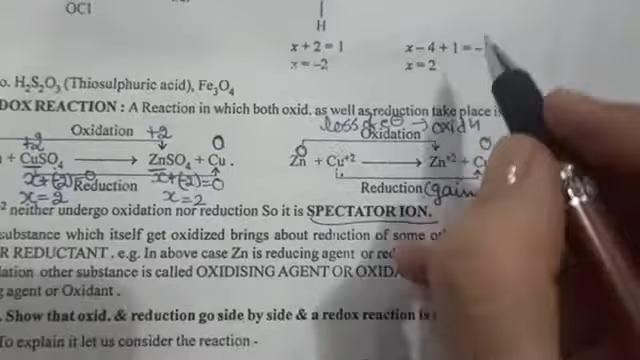 OCl
|
H
x + 2 = 1 x – 4 + 1 = –
x = –2 x = 2
o. H₂S₂O₃ (Thiosulphuric acid), Fe₃O₄
DOX REACTION : A Reaction in which both oxid. as well as reduction take place is
Oxidation +2 loss of e⊖ → oxidn
+2 0 Oxidation 0
+ CuSO₄ → ZnSO₄ + Cu . 0 Zn + Cu⁺² → Zn⁺² + Cu
x+(-2) Reduction x+(-2)=0 Reduction (gain
x=2 x=2
⁻² neither undergo oxidation nor reduction So it is SPECTATOR ION.
substance which itself get oxidized brings about reduction of some
R REDUCTANT . e.g. In above case Zn is reducing agent or
dation other substance is called OXIDISING AGENT OR
g agent or Oxidant .
. Show that oxid. & reduction go side by side & a redox reaction is
To explain it let us consider the reaction -